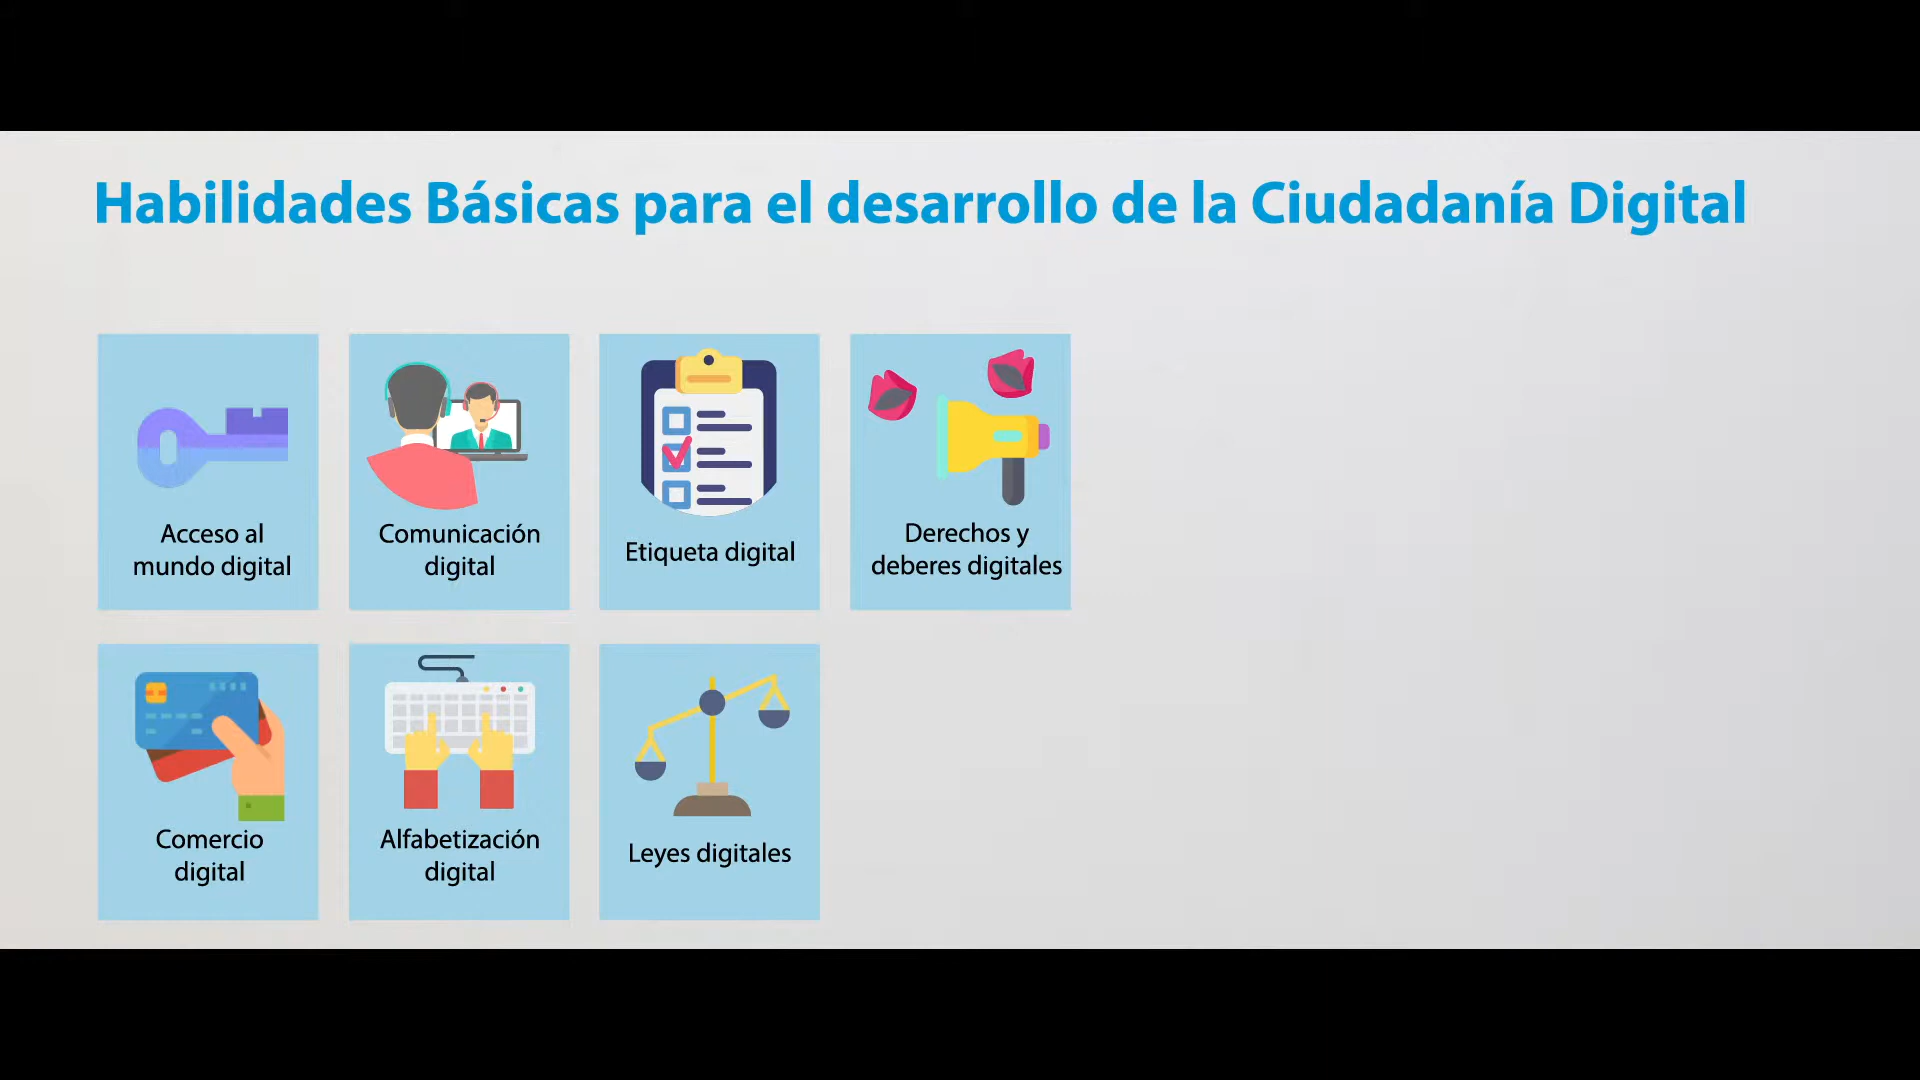 Habilidades Básicas para el desarrollo de la Ciudadanía Digital
Acceso al
mundo digital
Comunicación
digital
Etiqueta digital
Derechos y
deberes digitales
Comercio
digital
Alfabetización
digital
Leyes digitales